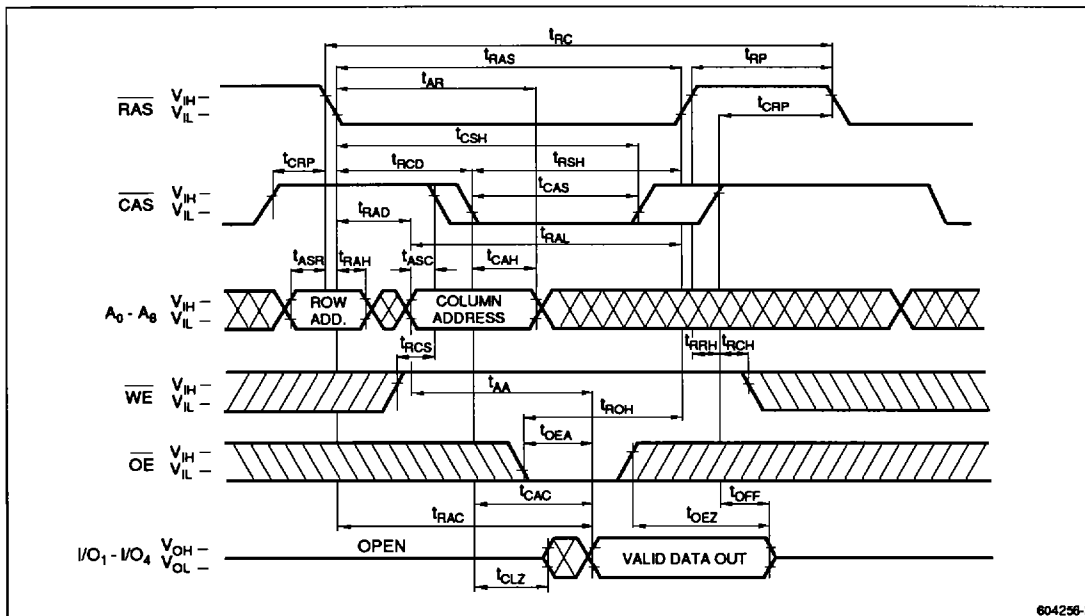 tRC
tRAS tRP
tAR
RAS VIH
VIL
tCRP
tCSH
tCRP tRCD tRSH
CAS VIH
VIL
tCAS
tRAD
tRAL
tASR tRAH tASC tCAH
A0 - A8 VIH
VIL
ROW ADD. COLUMN ADDRESS
tRCS tRRH tRCH
WE VIH
VIL
tAA
tROH
tOEA
OE VIH
VIL
tCAC tOFF
tRAC tOEZ
I/O1 - I/O4 VOH
VOL
OPEN VALID DATA OUT
tCLZ
604256-